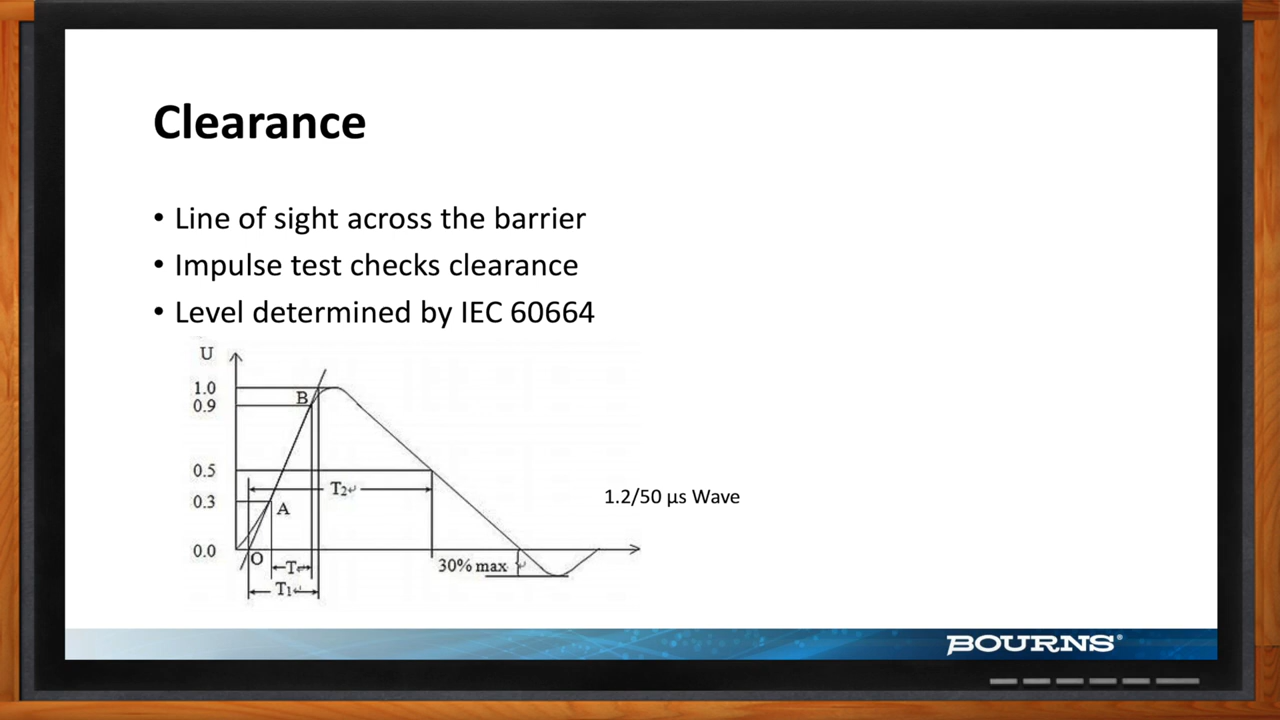 Clearance
• Line of sight across the barrier
• Impulse test checks clearance
• Level determined by IEC 60664
U
1.0
B
0.9
0.5
T2
0.3
A
1.2/50 µs Wave
0.0
O
T
30% max
T1
BOURNS®